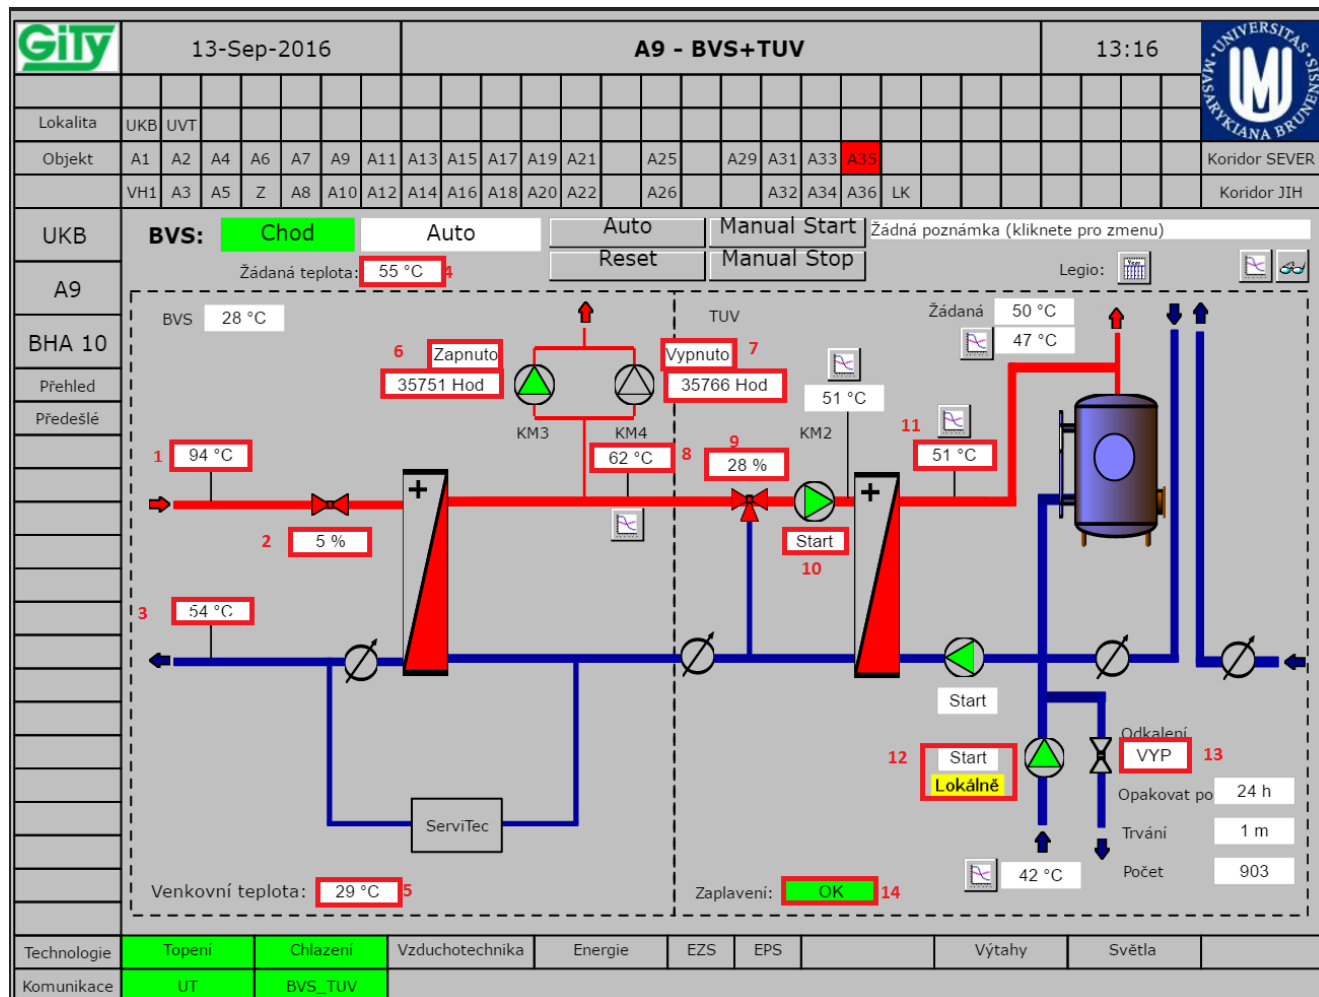 GiTy
13-Sep-2016
A9 - BVS+TUV
13:16
UNIVERSITAS MASARYKIANA BRUNENSIS
Lokalita UKB UVT
Objekt A1 A2 A4 A6 A7 A9 A11 A13 A15 A17 A19 A21 A25 A29 A31 A33 A35 Koridor SEVER
VH1 A3 A5 Z A8 A10 A12 A14 A16 A18 A20 A22 A26 A32 A34 A36 LK Koridor JIH
UKB
A9
BHA 10
Přehled
Předešlé
BVS: Chod Auto Auto Manual Start Žádná poznámka (kliknete pro zmenu)
Žádaná teplota: 55 °C 4 Reset Manual Stop Legio:
BVS 28 °C
TUV
Žádaná 50 °C
47 °C
6 Zapnuto
35751 Hod
Vypnuto 7
35766 Hod
51 °C
KM3 KM4 KM2
11 51 °C
1 94 °C
62 °C 8
9
28 %
+
+
2 5 %
Start
10
3 54 °C
Start
12 Start
Lokálně
Odkalení
VYP 13
Opakovat po 24 h
Trvání 1 m
Počet 903
ServiTec
42 °C
Venkovní teplota: 29 °C 5
Zaplavení: OK 14
Technologie Topení Chlazení Vzduchotechnika Energie EZS EPS Výtahy Světla
Komunikace UT BVS_TUV